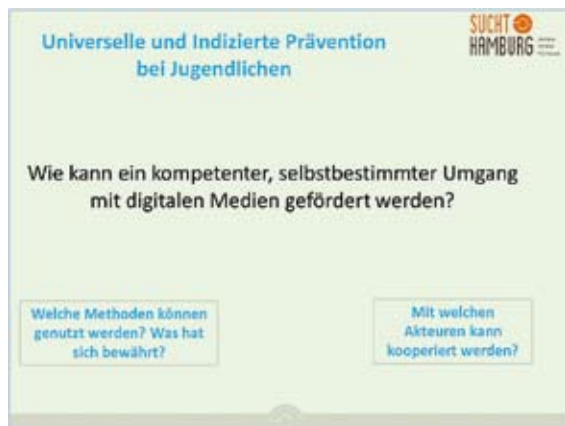 Universelle und Indizierte Prävention
bei Jugendlichen
SUCHT
HAMBURG
Wie kann ein kompetenter, selbstbestimmter Umgang
mit digitalen Medien gefördert werden?
Welche Methoden können
genutzt werden? Was hat
sich bewährt?
Mit welchen
Akteuren kann
kooperiert werden?